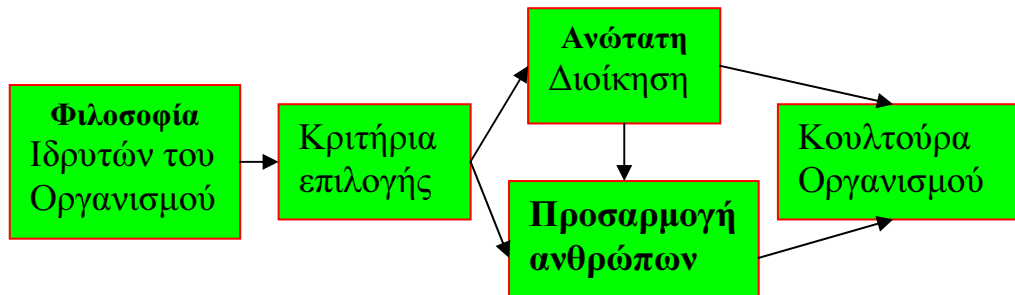 Φιλοσοφία
Ιδρυτών του
Οργανισμού
Κριτήρια
επιλογής
Ανώτατη
Διοίκηση
Προσαρμογή
ανθρώπων
Κουλτούρα
Οργανισμού